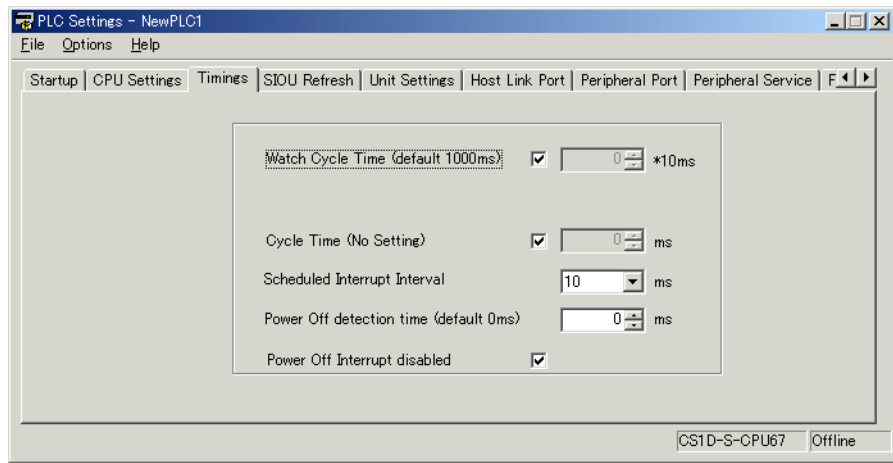 PLC Settings - NewPLC1
File Options Help
Startup CPU Settings Timings SIOU Refresh Unit Settings Host Link Port Peripheral Port Peripheral Service F
Watch Cycle Time (default 1000ms) 0 *10ms
Cycle Time (No Setting) 0 ms
Scheduled Interrupt Interval 10 ms
Power Off detection time (default 0ms) 0 ms
Power Off Interrupt disabled
CS1D-S-CPU67 Offline